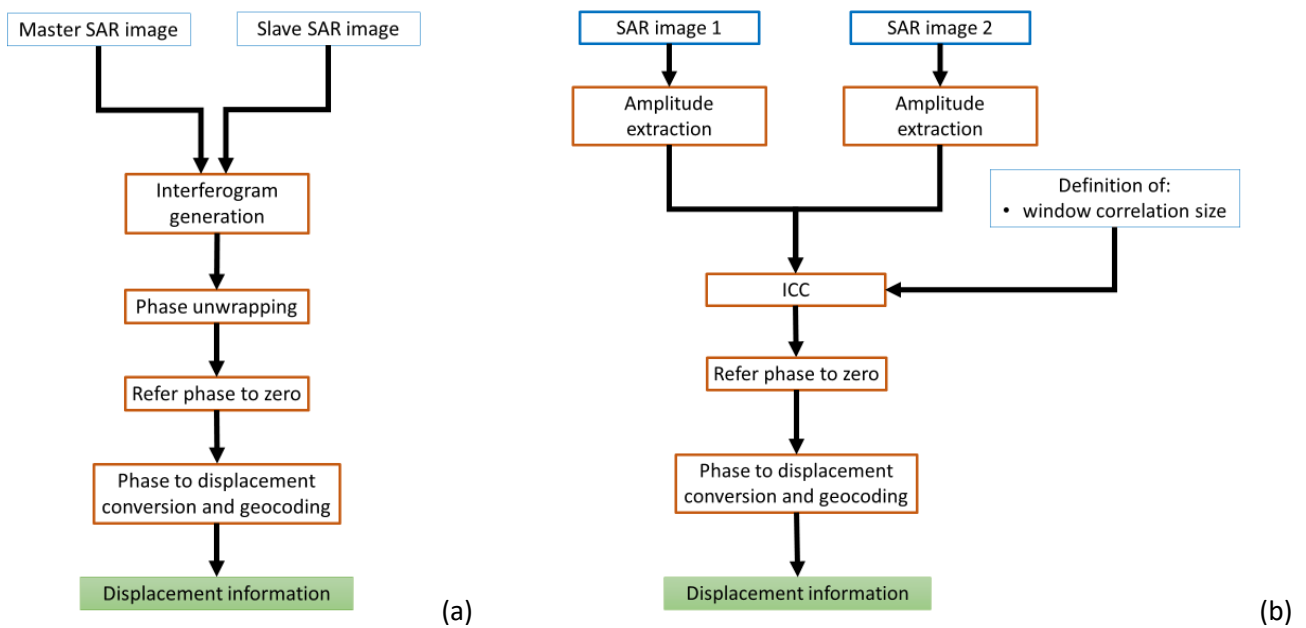 Master SAR image
Slave SAR image
Interferogram
generation
Phase unwrapping
Refer phase to zero
Phase to displacement
conversion and geocoding
Displacement information
(a)
SAR image 1
SAR image 2
Amplitude
extraction
Amplitude
extraction
Definition of:
• window correlation size
ICC
Refer phase to zero
Phase to displacement
conversion and geocoding
Displacement information
(b)